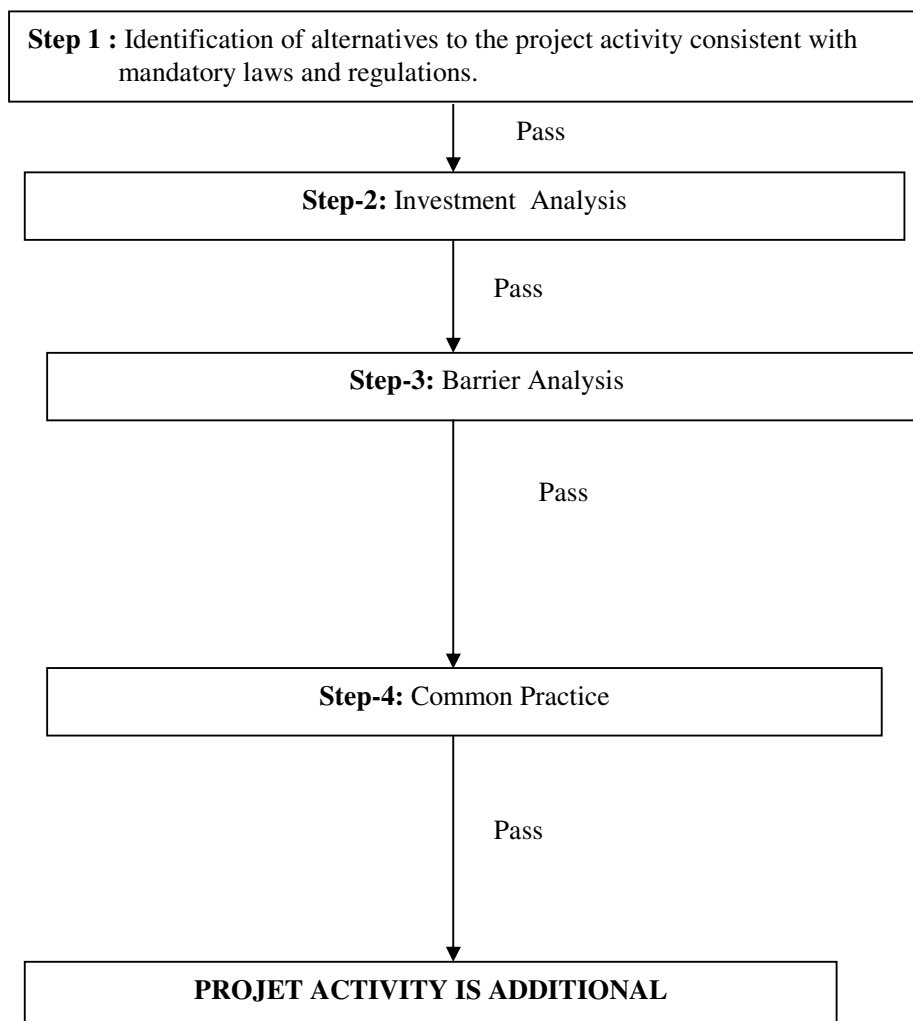 Step 1 : Identification of alternatives to the project activity consistent with
mandatory laws and regulations.
Pass
Step-2: Investment Analysis
Pass
Step-3: Barrier Analysis
Pass
Step-4: Common Practice
Pass
PROJET ACTIVITY IS ADDITIONAL